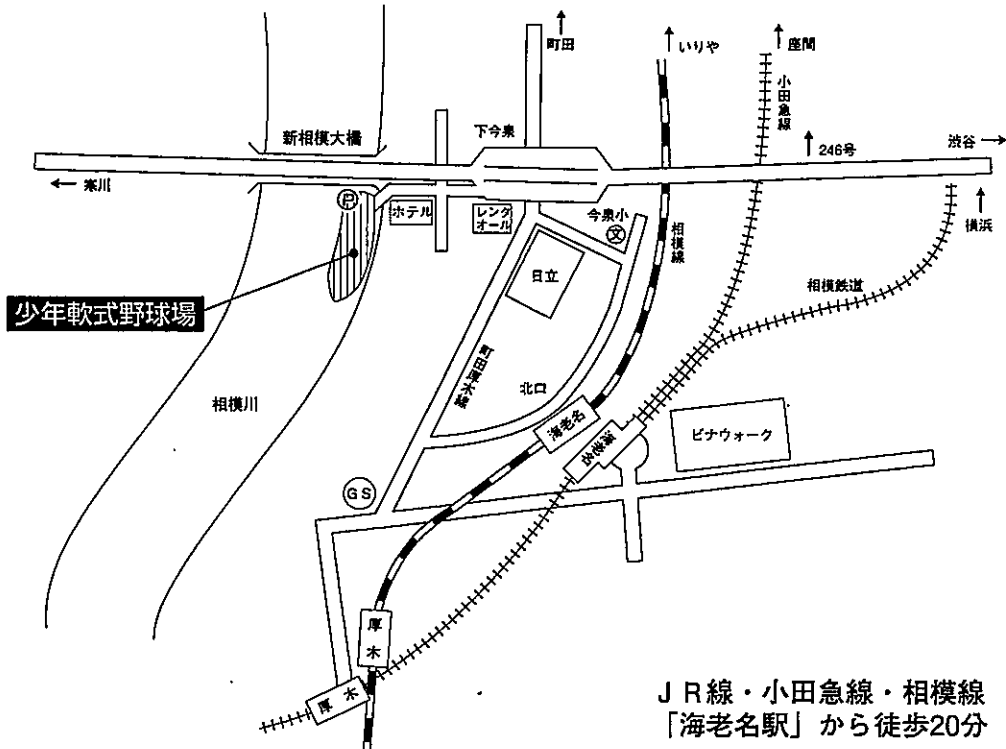 町田
いりや
座間
小田急線
新相模大橋
下今泉
246号
渋谷
寒川
横浜
P
ホテル
レンタ
オール
今泉小
文
相模線
日立
相模鉄道
少年軟式野球場
町田厚木線
北口
相模川
海老名
海老名
ビナウォーク
GS
厚木
厚木
JR線・小田急線・相模線
「海老名駅」から徒歩20分